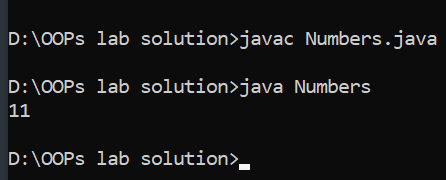 D:\OOPs lab solution>javac Numbers.java
D:\OOPs lab solution>java Numbers
11
D:\OOPs lab solution>